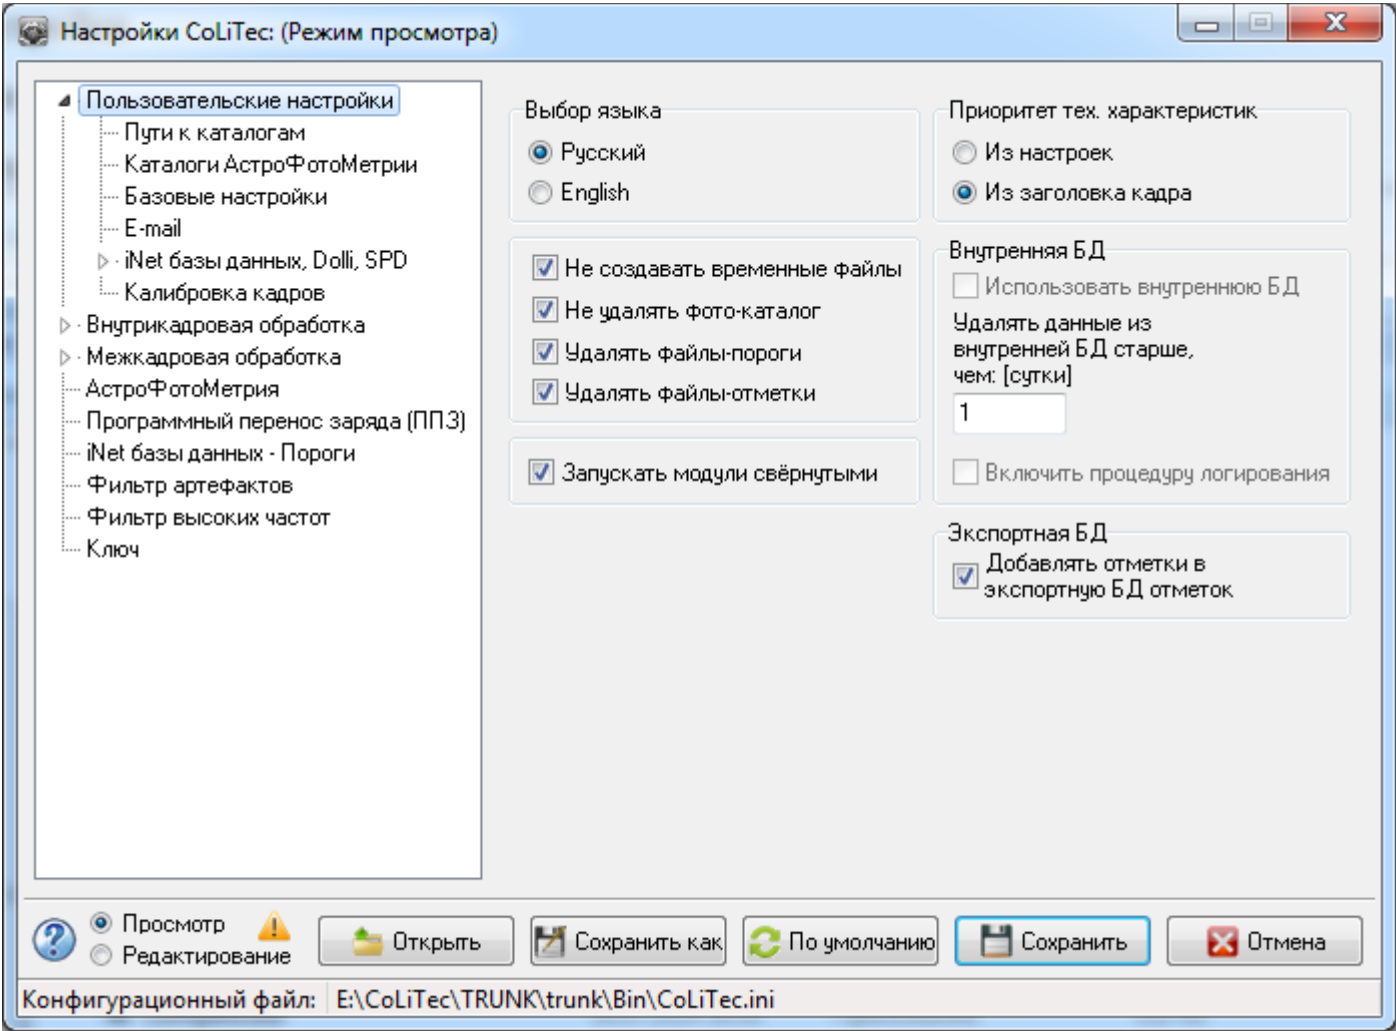 Настройки CoLiTec: (Режим просмотра)
Пользовательские настройки
Пути к каталогам
Каталоги АстроФотоМетрии
Базовые настройки
E-mail
iNet базы данных, Dolli, SPD
Калибровка кадров
Внутрикадровая обработка
Межкадровая обработка
АстроФотоМетрия
Программный перенос заряда (ППЗ)
iNet базы данных - Пороги
Фильтр артефактов
Фильтр высоких частот
Ключ
Выбор языка
Русский
English
Не создавать временные файлы
Не удалять фото-каталог
Удалять файлы-пороги
Удалять файлы-отметки
Запускать модули свёрнутыми
Приоритет тех. характеристик
Из настроек
Из заголовка кадра
Внутренняя БД
Использовать внутреннюю БД
Удалять данные из
внутренней БД старше,
чем: [сутки]
1
Включить процедуру логирования
Экспортная БД
Добавлять отметки в
экспортную БД отметок
Просмотр
Редактирование
Открыть
Сохранить как
По умолчанию
Сохранить
Отмена
Конфигурационный файл: E:\CoLiTec\TRUNK\trunk\Bin\CoLiTec.ini